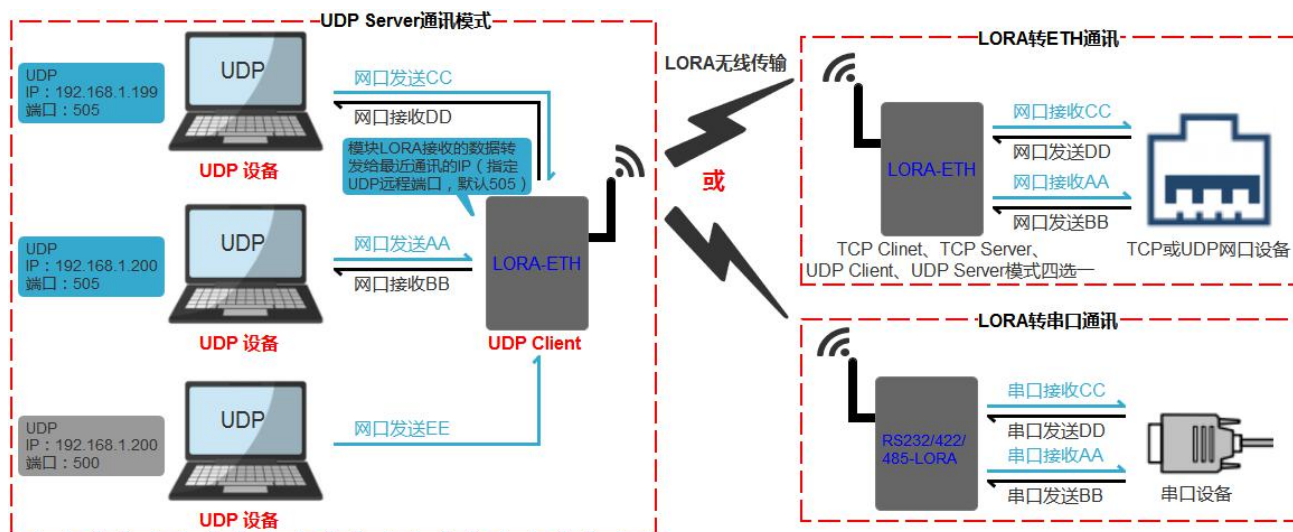 UDP Server通讯模式
UDP
IP：192.168.1.199
端口：505
UDP
UDP 设备
网口发送CC
网口接收DD
模块LORA接收的数据转
发给最近通讯的IP（指定
UDP远程端口，默认505）
UDP
IP：192.168.1.200
端口：505
UDP
UDP 设备
网口发送AA
网口接收BB
LORA-ETH
UDP Client
UDP
IP：192.168.1.200
端口：500
UDP
UDP 设备
网口发送EE
LORA无线传输
或
LORA转ETH通讯
LORA-ETH
网口接收CC
网口发送DD
网口接收AA
网口发送BB
TCP Clinet、TCP Server、
UDP Client、UDP Server模式四选一
TCP或UDP网口设备
LORA转串口通讯
RS232/422/
485-LORA
串口接收CC
串口发送DD
串口接收AA
串口发送BB
串口设备